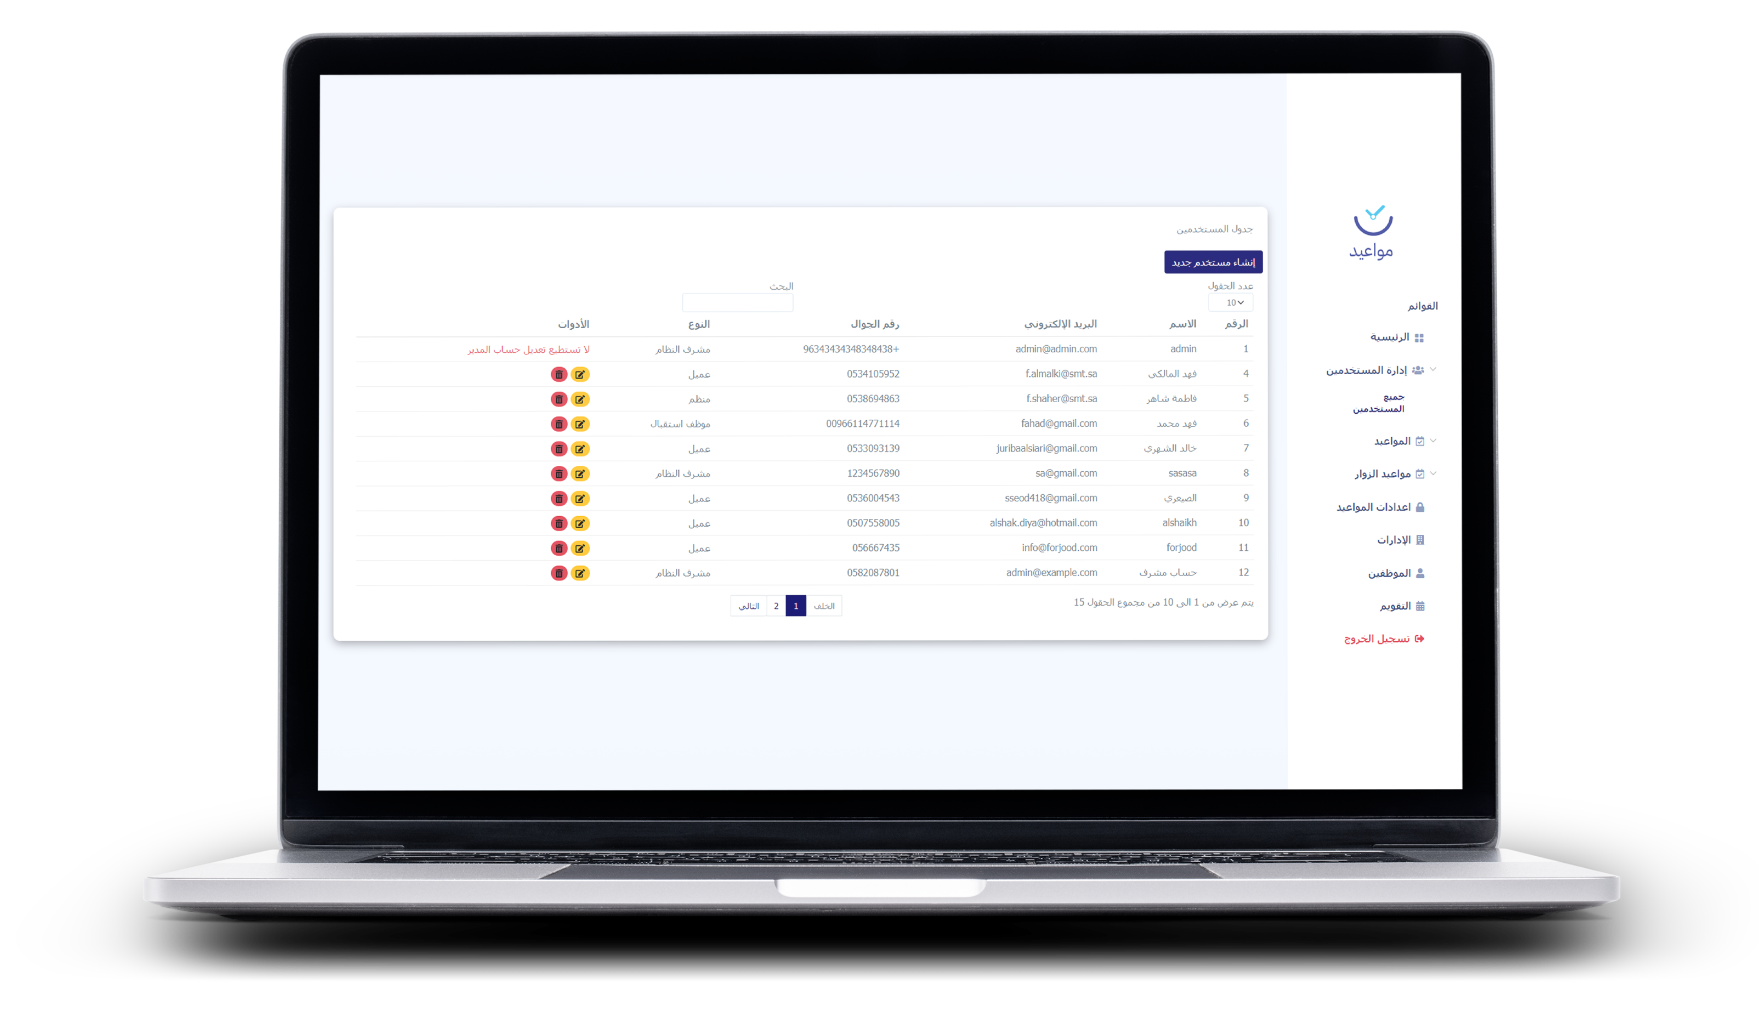 مواعيد
القوائم
الرئيسية
إدارة المستخدمين
جميع
المستخدمين
المواعيد
مواعيد الزوار
اعدادات المواعيد
الإدارات
الموظفين
التقويم
تسجيل الخروج
جدول المستخدمين
انشاء مستخدم جديد
عدد الحقول البحث
10
الرقم الاسم البريد الإلكتروني رقم الجوال النوع الأدوات
1 admin admin@admin.com 96343434348348438+ مشرف النظام لا تستطيع تعديل حساب المدير
4 فهد المالكي f.almalki@smt.sa 0534105952 عميل
5 فاطمة شاهر f.shaher@smt.sa 0538694863 منظم
6 فهد محمد fahad@gmail.com 00966114771114 موظف استقبال
7 خالد الشهري juribaalsiari@gmail.com 0533093139 عميل
8 sasasa sa@gmail.com 1234567890 مشرف النظام
9 الصيعري sseod418@gmail.com 0536004543 عميل
10 alshaikh alshak.diya@hotmail.com 0507558005 عميل
11 forjood info@forjood.com 056667435 عميل
12 حساب مشرف admin@example.com 0582087801 مشرف النظام
يتم عرض من 1 الى 10 من مجموع الحقول 15
الخلف 1 2 التالي